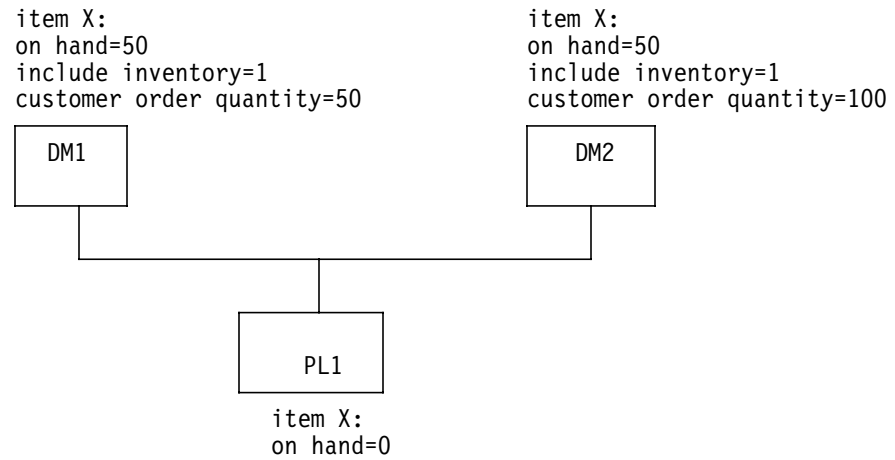 item X:
on hand=50
include inventory=1
customer order quantity=50
item X:
on hand=50
include inventory=1
customer order quantity=100
DM1
DM2
PL1
item X:
on hand=0